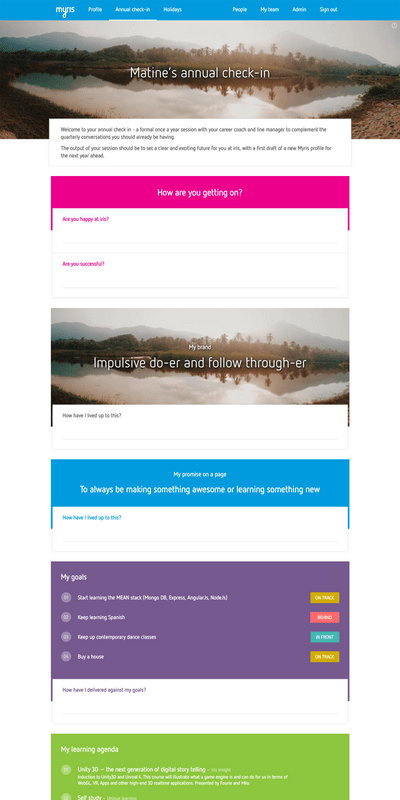 myris Profile Annual check-in Holidays People My team Admin Sign out
Matine's annual check-in
Welcome to your annual check in - a formal once a year session with your career coach and line manager to complement the
quarterly conversations you should already be having.
The output of your session should be to set a clear and exciting future for you at iris, with a first draft of a new Myris profile for
the next year ahead.
How are you getting on?
Are you happy at iris?
Are you successful?
My brand
Impulsive do-er and follow through-er
How have I lived up to this?
My promise on a page
To always be making something awesome or learning something new
How have I lived up to this?
My goals
01 Start learning the MEAN stack (Mongo DB, Express, AngularJs, NodeJs) ON TRACK
02 Keep learning Spanish BEHIND
03 Keep up contemporary dance classes IN FRONT
04 Buy a house ON TRACK
How have I delivered against my goals?
My learning agenda
01 Unity 3D – the next generation of digital story telling – Iris Insight
Induction to Unity3D and Unreal 4. This course will illustrate what a game engine is and can do for us in terms of
WebGL, VR, Apps and other high-end 3D realtime applications. Presented by Fourie and Milo.
Self study –